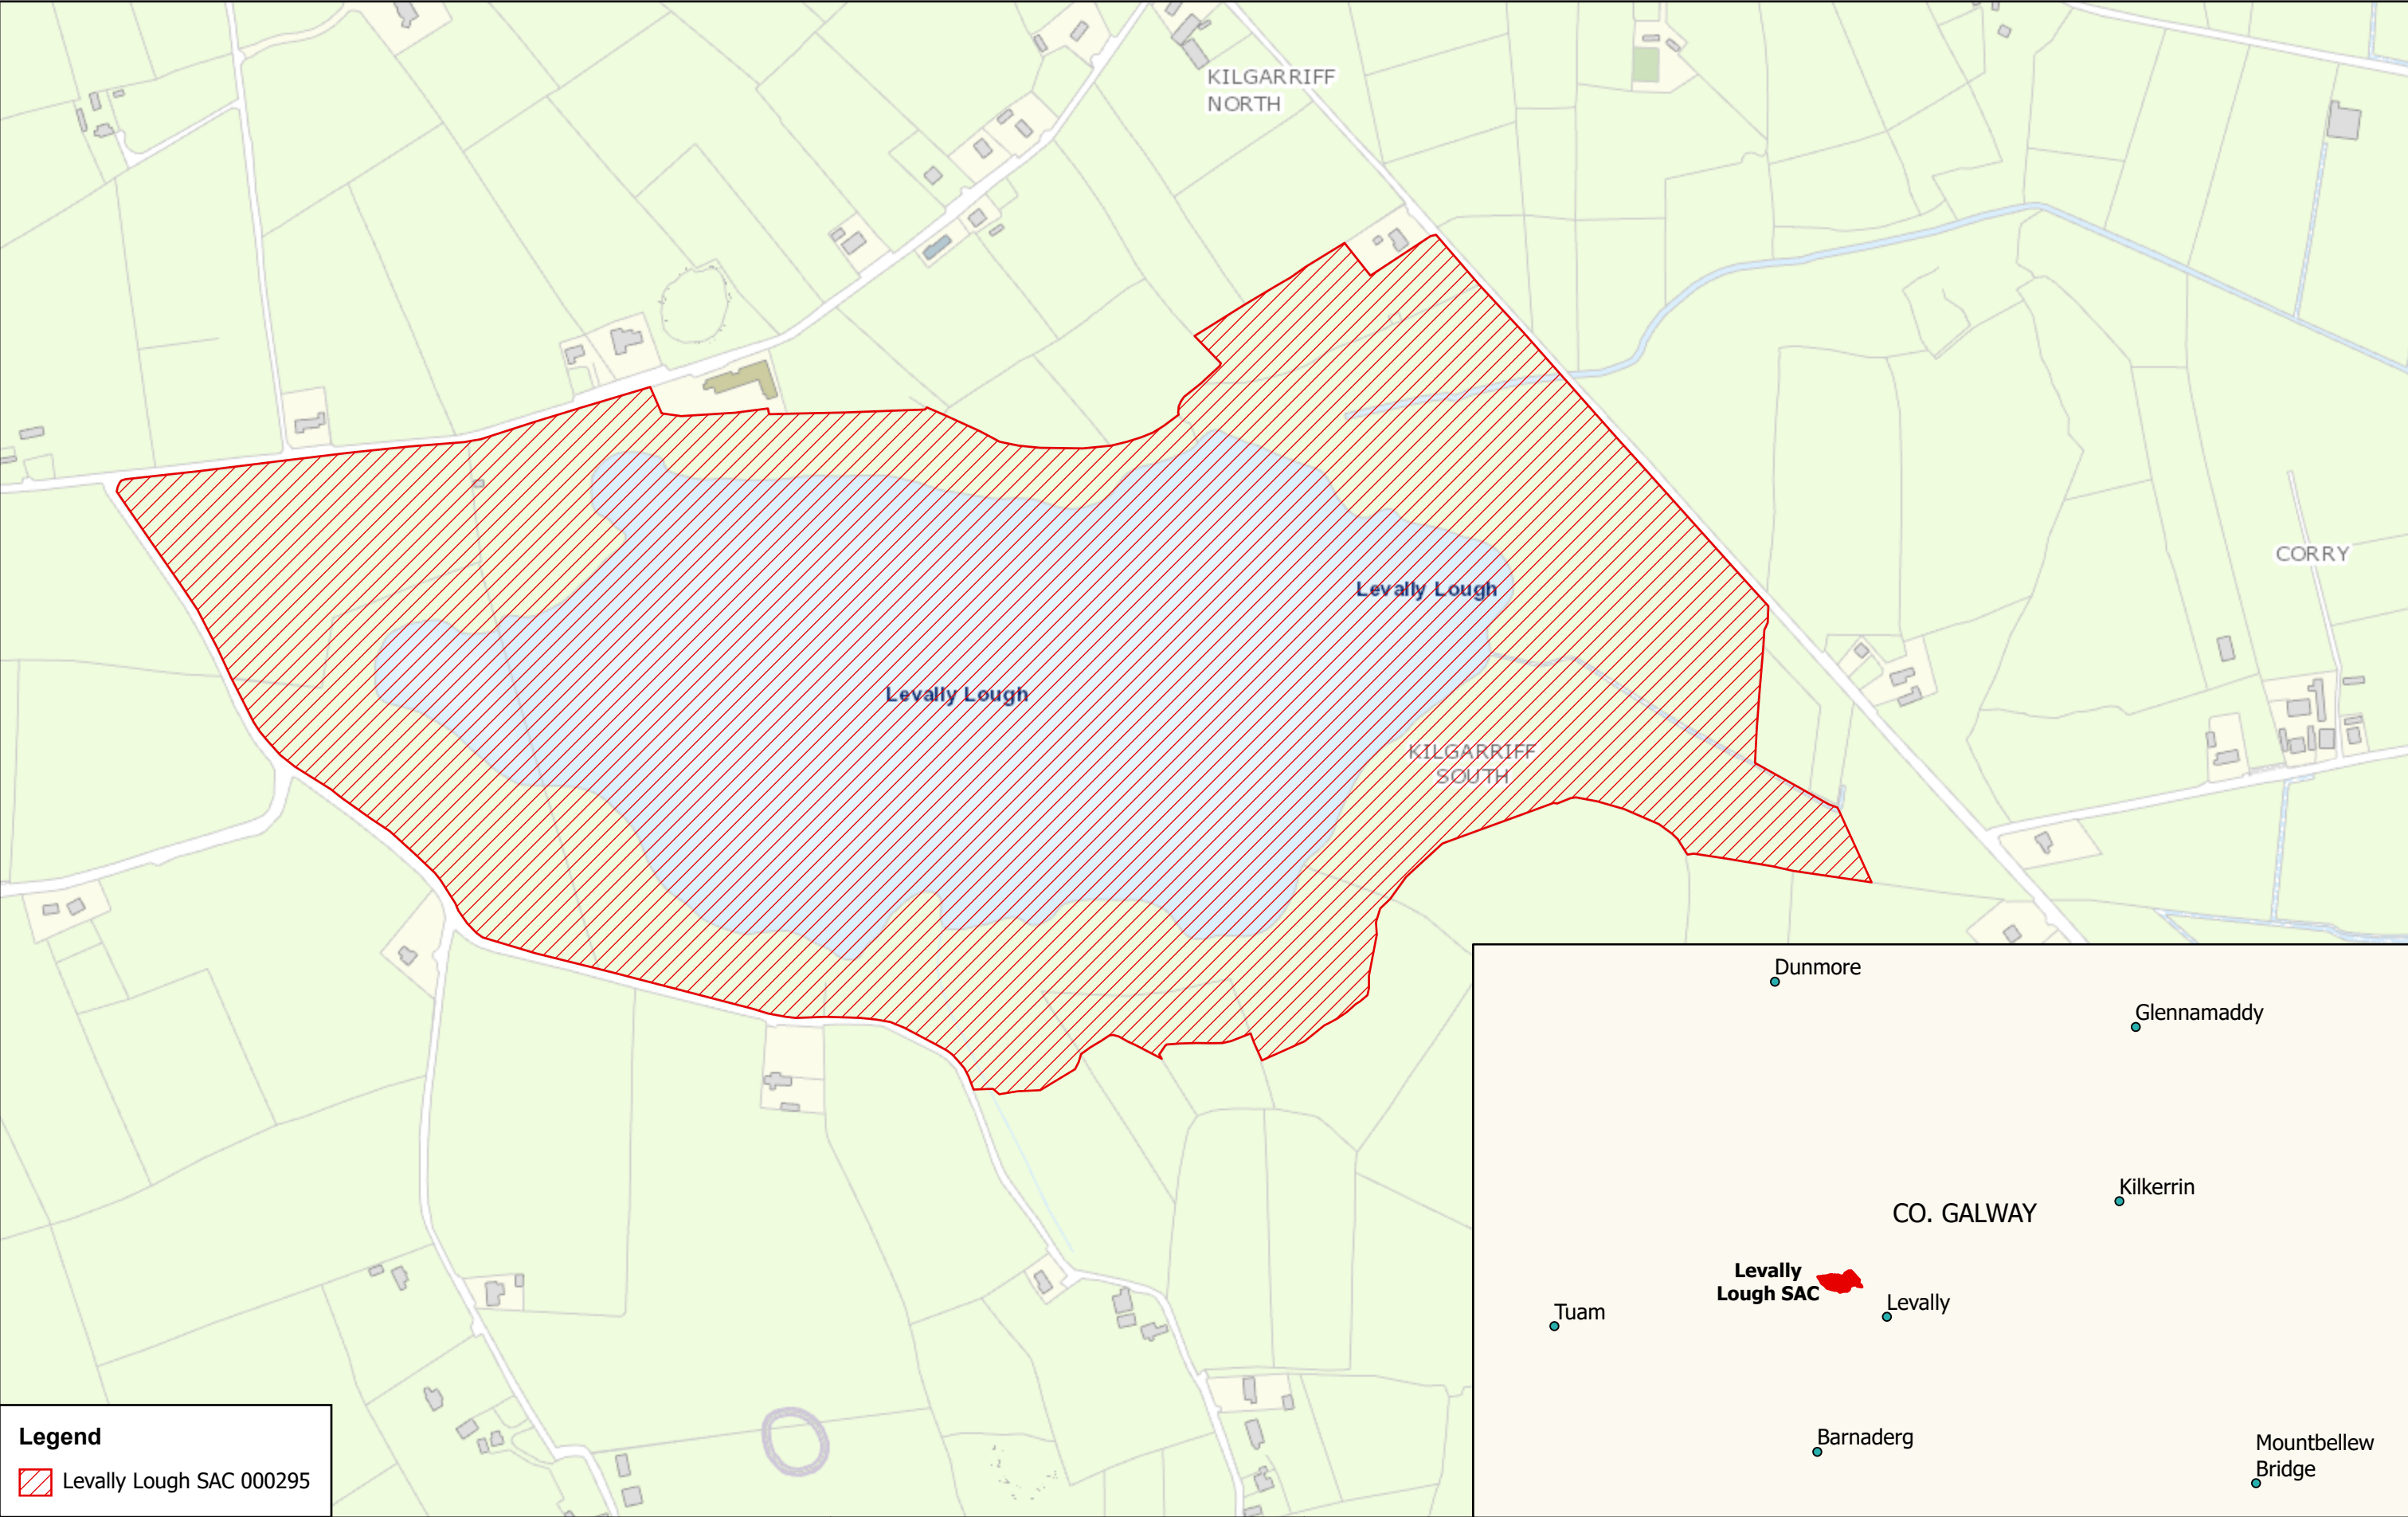 KILGARRIFF
NORTH
CORRY
Levally Lough
Levally Lough
KILGARRIFF
SOUTH
Dunmore
Glennamaddy
Kilkerrin
CO. GALWAY
Levally
Lough SAC
Levally
Tuam
Barnaderg
Mountbellew
Bridge
Legend
Levally Lough SAC 000295